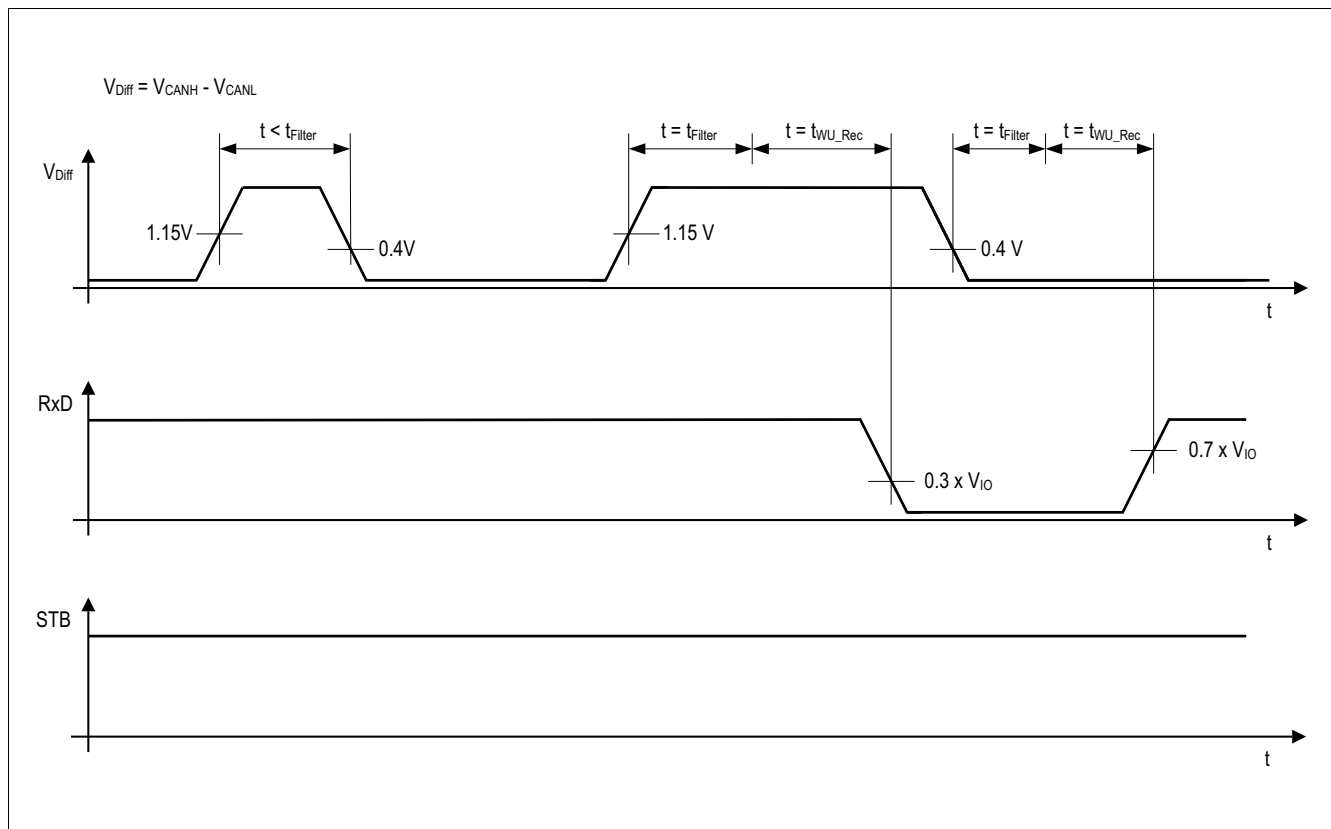 V_Diff = V_CANH - V_CANL
t < t_Filter
t = t_Filter
t = t_WU_Rec
t = t_Filter
t = t_WU_Rec
V_Diff
1.15V
0.4V
1.15 V
0.4 V
t
RxD
0.3 x V_IO
0.7 x V_IO
t
STB
t